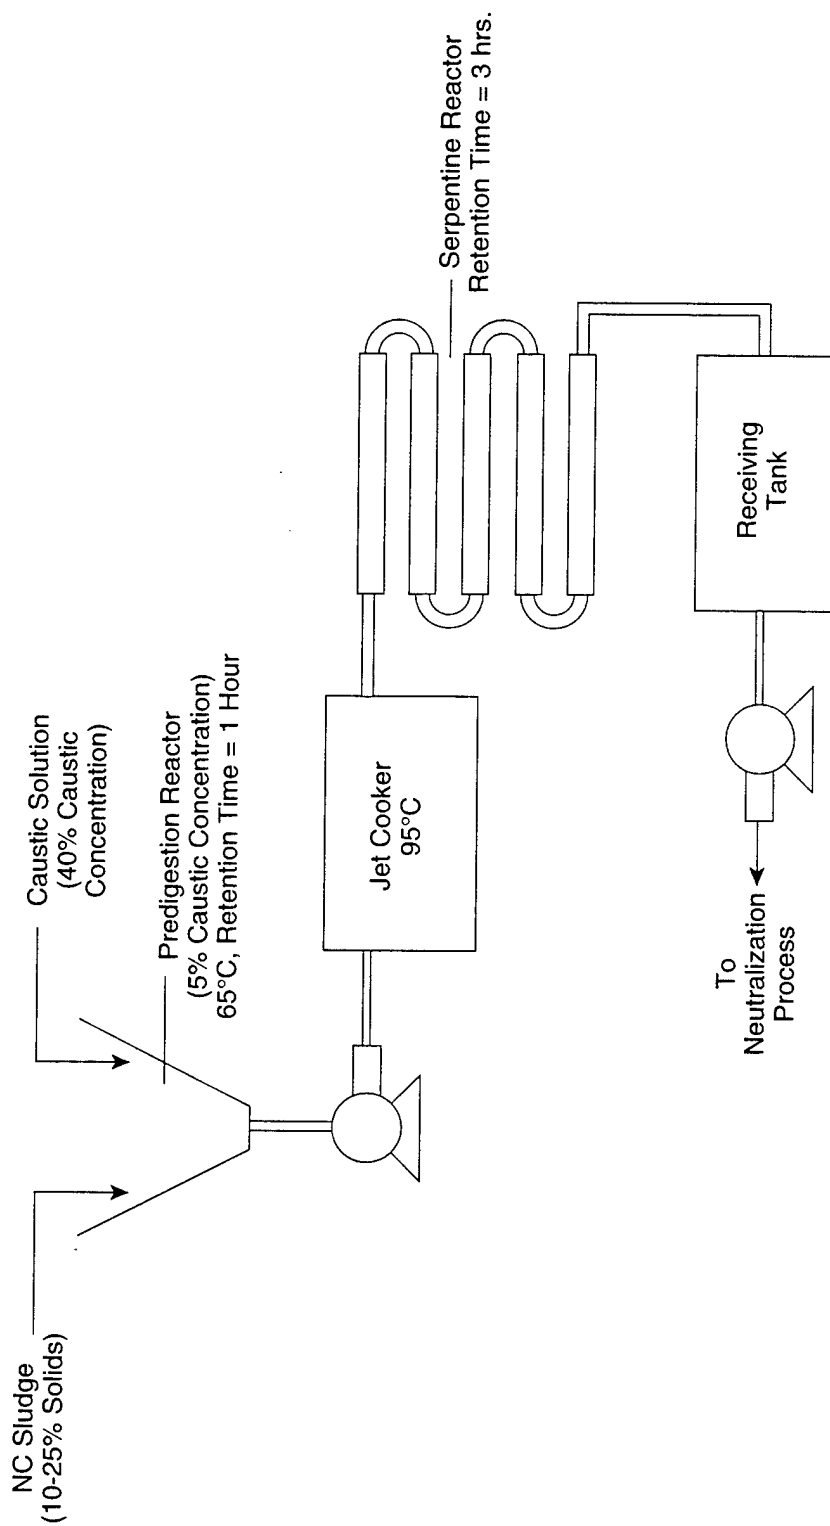 NC Sludge
(10-25% Solids)
Caustic Solution
(40% Caustic
Concentration)
Predigestion Reactor
(5% Caustic Concentration)
65°C, Retention Time = 1 Hour
Jet Cooker
95°C
Serpentine Reactor
Retention Time = 3 hrs.
Receiving
Tank
To
Neutralization
Process